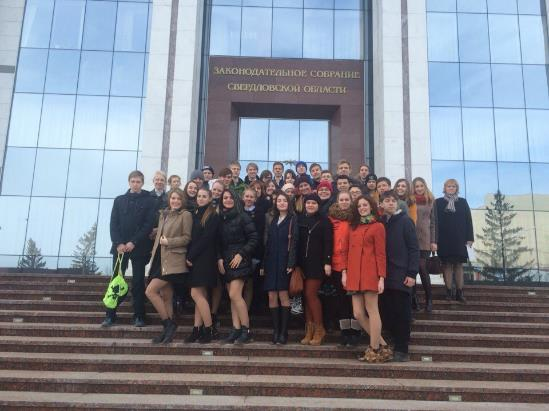 ЗАКОНОДАТЕЛЬНОЕ СОБРАНИЕ
СВЕРДЛОВСКОЙ ОБЛАСТИ